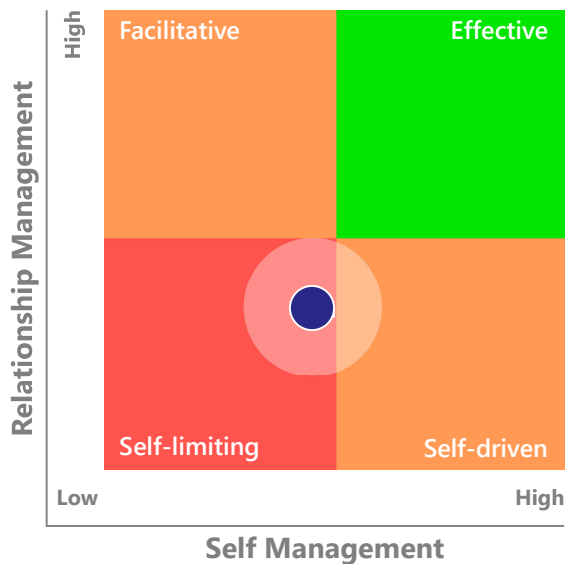 High
Facilitative
Effective
Relationship Management
Self-limiting
Self-driven
Low
High
Self Management